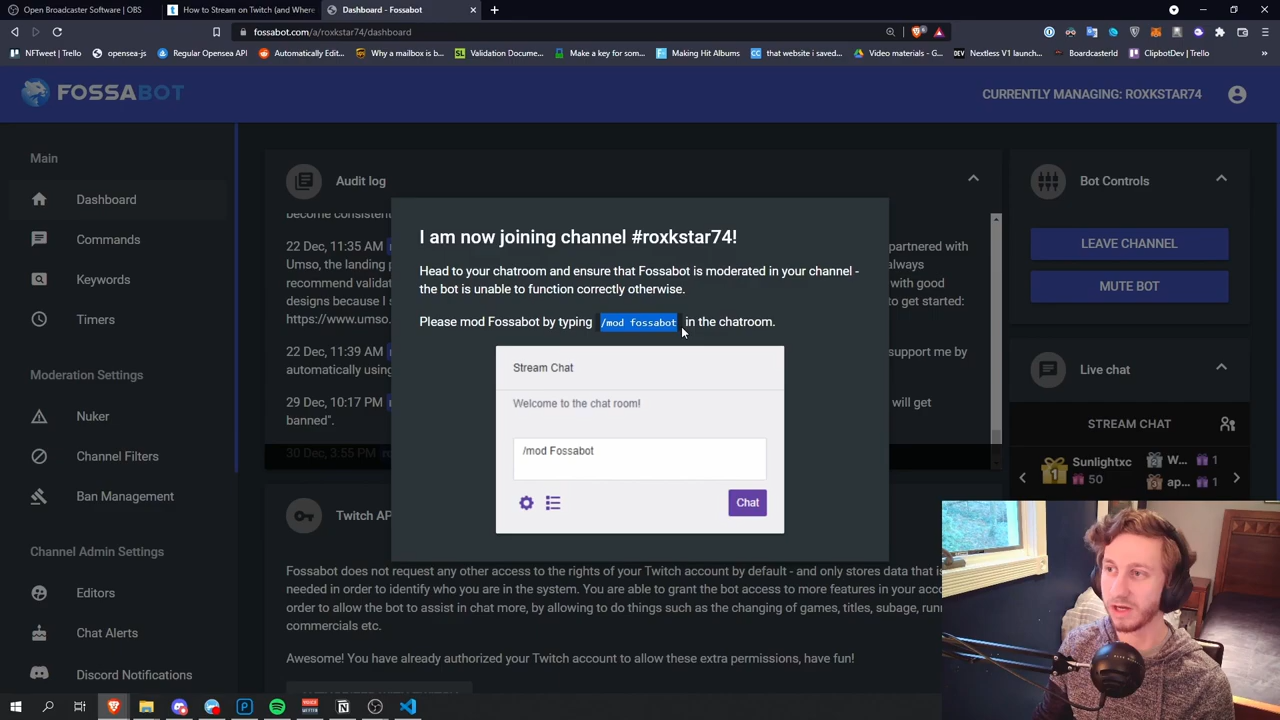 Open Broadcaster Software | OBS
How to Stream on Twitch (and Where
Dashboard - Fossabot
fossabot.com/a/roxkstar74/dashboard
NFTweet | Trello
opensea-js
Regular Opensea API
Automatically Edit...
Why a mailbox is b...
Validation Docume...
Make a key for som...
Making Hit Albums
that website i saved...
Video materials - G...
Nextless V1 launch...
BoardcasterId
ClipbotDev | Trello
FOSSABOT
CURRENTLY MANAGING: ROXKSTAR74
Main
Dashboard
Commands
Keywords
Timers
Moderation Settings
Nuker
Channel Filters
Ban Management
Channel Admin Settings
Editors
Chat Alerts
Discord Notifications
Audit log
become consistent
22 Dec, 11:35 AM
partnered with
Umso, the landing p
always
recommend validat
with good
designs because I s
to get started:
https://www.umso.
22 Dec, 11:39 AM
support me by
automatically using
29 Dec, 10:17 PM
will get
banned".
30 Dec, 3:55 PM
I am now joining channel #roxkstar74!
Head to your chatroom and ensure that Fossabot is moderated in your channel -
the bot is unable to function correctly otherwise.
Please mod Fossabot by typing /mod fossabot in the chatroom.
Stream Chat
Welcome to the chat room!
/mod Fossabot
Chat
Twitch AP
Fossabot does not request any other access to the rights of your Twitch account by default - and only stores data that is
needed in order to identify who you are in the system. You are able to grant the bot access to more features in your acc
order to allow the bot to assist in chat more, by allowing to do things such as the changing of games, titles, subage, run
commercials etc.
Awesome! You have already authorized your Twitch account to allow these extra permissions, have fun!
Bot Controls
LEAVE CHANNEL
MUTE BOT
Live chat
STREAM CHAT
1
Sunlightxc
50
W...
1
ap...
1